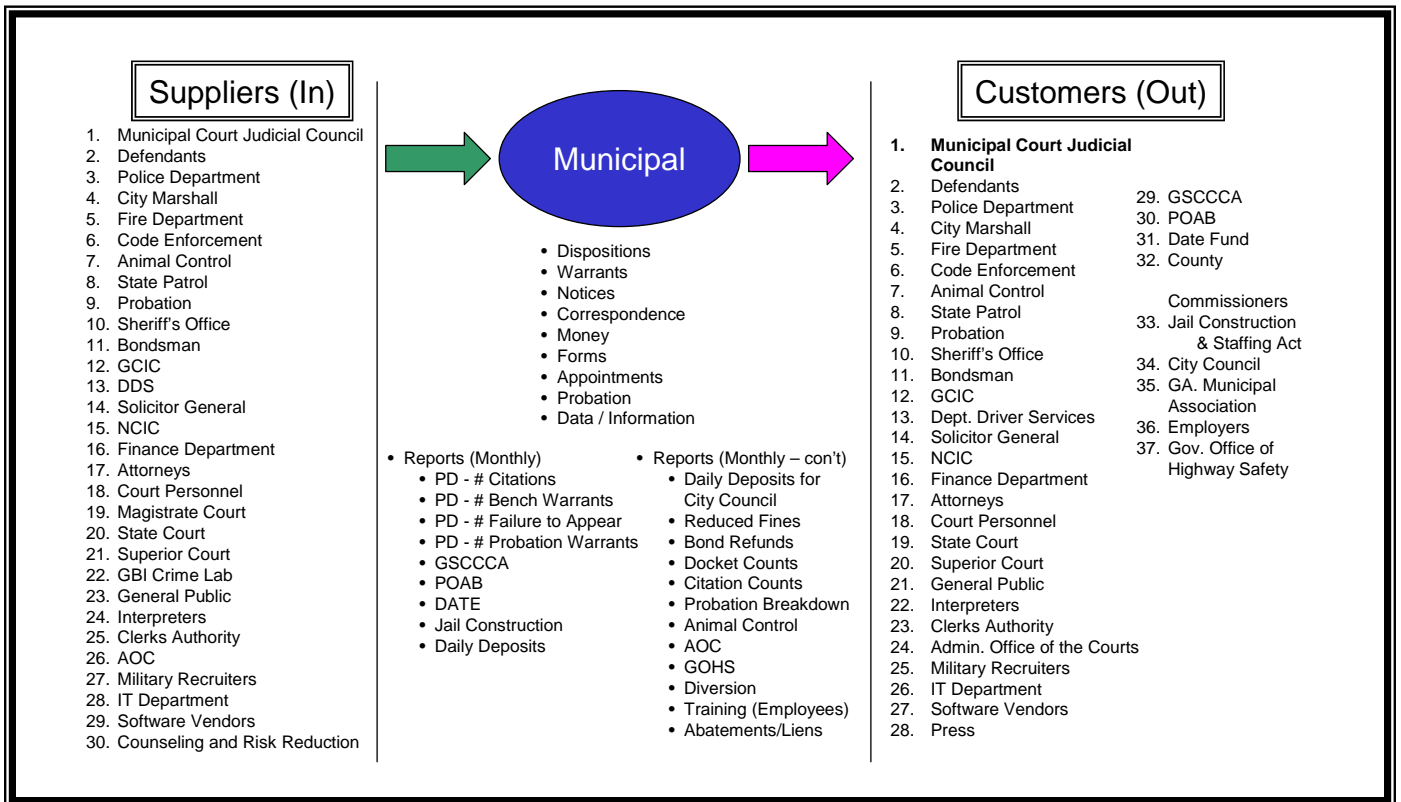 Suppliers (In)
1. Municipal Court Judicial Council
2. Defendants
3. Police Department
4. City Marshall
5. Fire Department
6. Code Enforcement
7. Animal Control
8. State Patrol
9. Probation
10. Sheriff's Office
11. Bondsman
12. GCIC
13. DDS
14. Solicitor General
15. NCIC
16. Finance Department
17. Attorneys
18. Court Personnel
19. Magistrate Court
20. State Court
21. Superior Court
22. GBI Crime Lab
23. General Public
24. Interpreters
25. Clerks Authority
26. AOC
27. Military Recruiters
28. IT Department
29. Software Vendors
30. Counseling and Risk Reduction
Municipal
• Dispositions
• Warrants
• Notices
• Correspondence
• Money
• Forms
• Appointments
• Probation
• Data / Information
• Reports (Monthly)
• PD - # Citations
• PD - # Bench Warrants
• PD - # Failure to Appear
• PD - # Probation Warrants
• GSCCCA
• POAB
• DATE
• Jail Construction
• Daily Deposits
• Reports (Monthly – con't)
• Daily Deposits for
City Council
• Reduced Fines
• Bond Refunds
• Docket Counts
• Citation Counts
• Probation Breakdown
• Animal Control
• AOC
• GOHS
• Diversion
• Training (Employees)
• Abatements/Liens
Customers (Out)
1. Municipal Court Judicial
Council
2. Defendants
3. Police Department
4. City Marshall
5. Fire Department
6. Code Enforcement
7. Animal Control
8. State Patrol
9. Probation
10. Sheriff's Office
11. Bondsman
12. GCIC
13. Dept. Driver Services
14. Solicitor General
15. NCIC
16. Finance Department
17. Attorneys
18. Court Personnel
19. State Court
20. Superior Court
21. General Public
22. Interpreters
23. Clerks Authority
24. Admin. Office of the Courts
25. Military Recruiters
26. IT Department
27. Software Vendors
28. Press
29. GSCCCA
30. POAB
31. Date Fund
32. County
Commissioners
33. Jail Construction
& Staffing Act
34. City Council
35. GA. Municipal
Association
36. Employers
37. Gov. Office of
Highway Safety